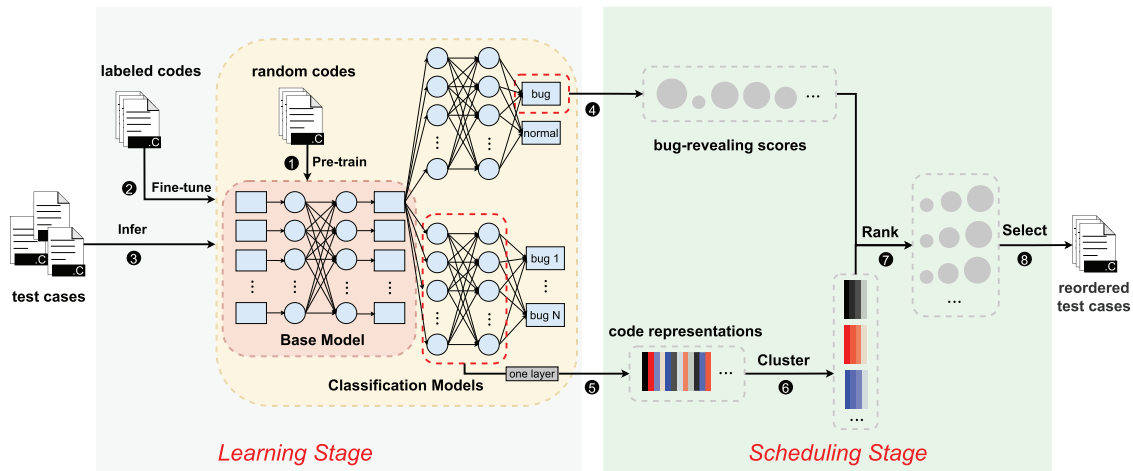 labeled codes
.C
❷
Fine-tune
test cases
.C
.C
.C
Infer
❸
random codes
.C
❶
Pre-train
Base Model
bug
normal
bug 1
bug N
Classification Models
one layer
Learning Stage
❹
bug-revealing scores
...
❺
code representations
...
Cluster
❻
...
Rank
❼
...
Select
❽
.C
reordered
test cases
Scheduling Stage